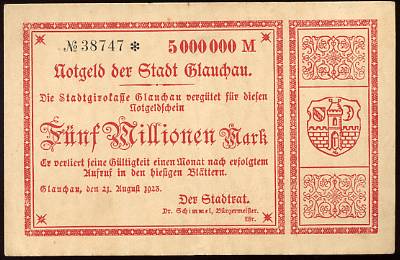 № 38747 * 5 000 000 M
Notgeld der Stadt Glauchau.
Die Stadtgirokasse Glauchau vergütet für diesen
Notgeldschein
Fünf Millionen Mark
Er verliert seine Gültigkeit einen Monat nach erfolgtem
Aufruf in den hiesigen Blättern.
Glauchau, den 21. August 1923.
Der Stadtrat.
Dr. Schimmel, Bürgermeister.